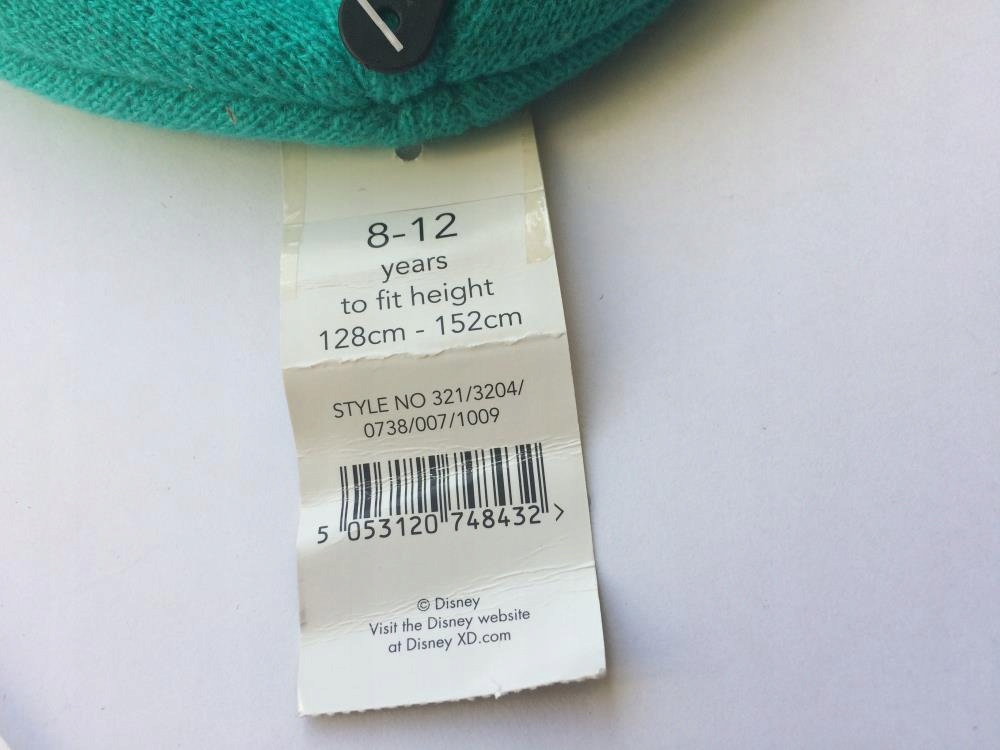 8-12
years
to fit height
128cm - 152cm
STYLE NO 321/3204/
0738/007/1009
5 053120 748432 >
© Disney
Visit the Disney website
at Disney XD.com